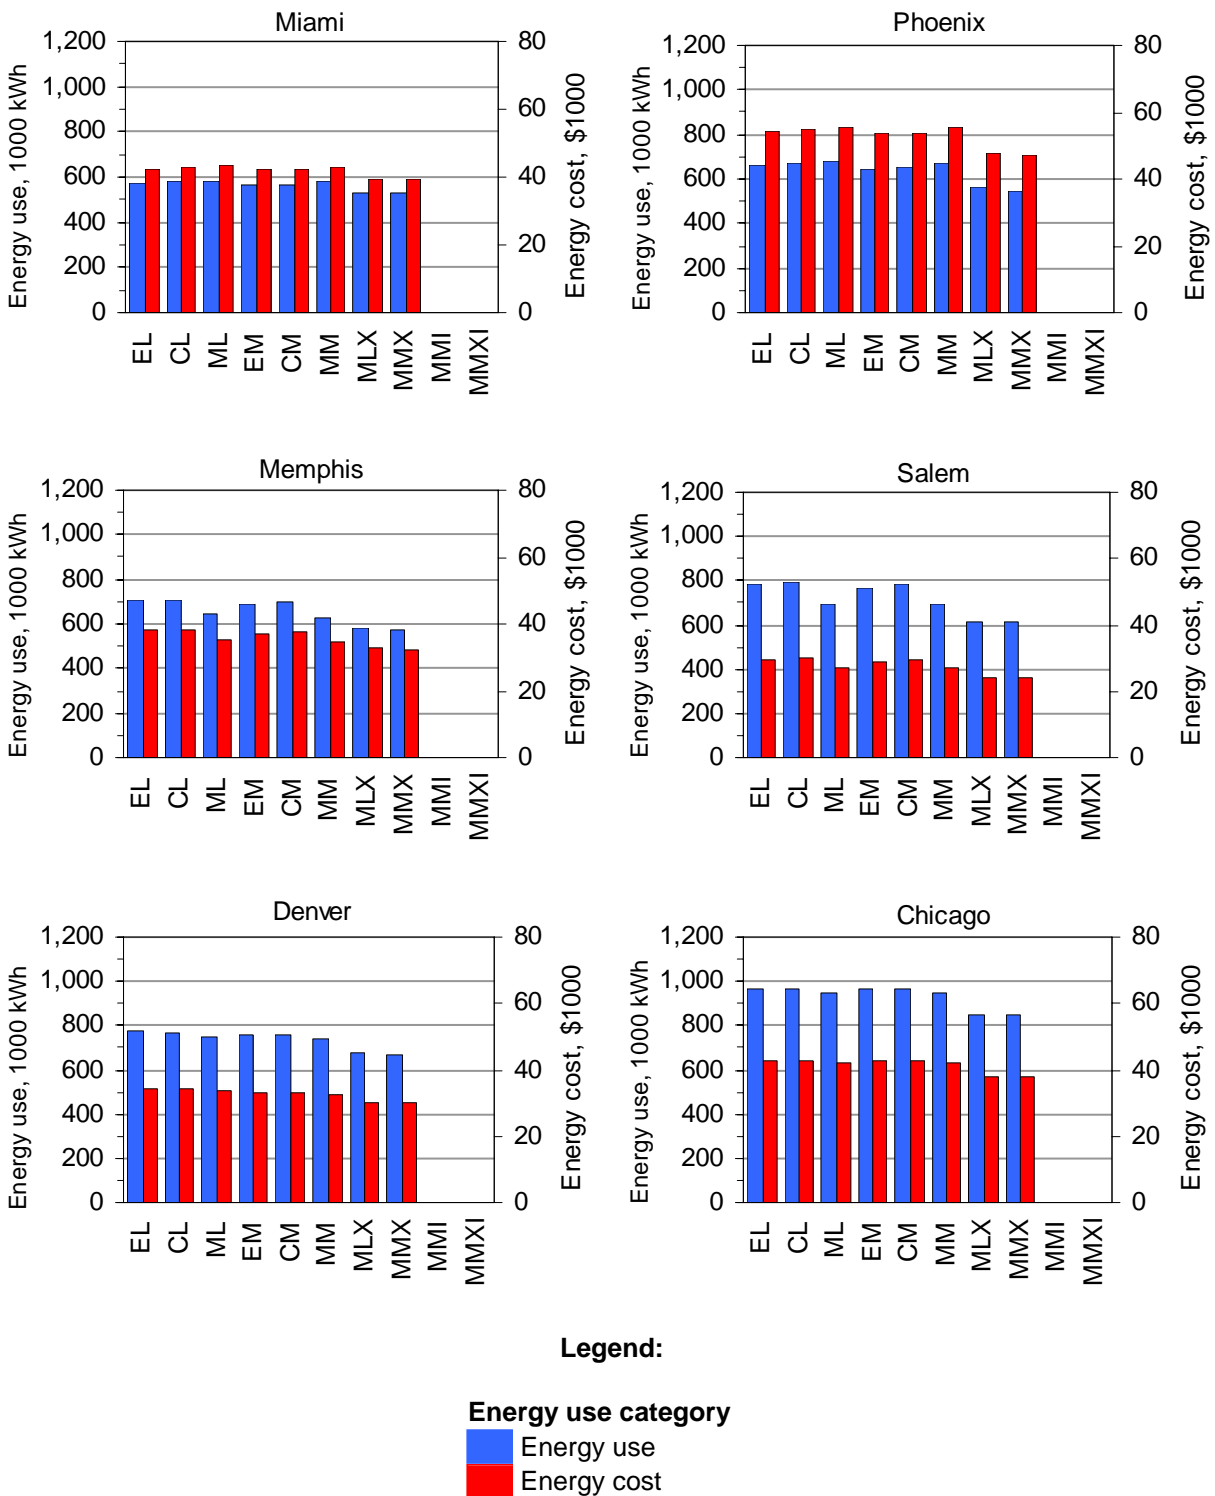 Miami
Energy use, 1000 kWh
1,200
1,000
800
600
400
200
0
80
60
40
20
0
Energy cost, $1000
EL CL ML EM CM MM MLX MMX MMI MMXI
Phoenix
Energy use, 1000 kWh
1,200
1,000
800
600
400
200
0
80
60
40
20
0
Energy cost, $1000
EL CL ML EM CM MM MLX MMX MMI MMXI
Memphis
Energy use, 1000 kWh
1,200
1,000
800
600
400
200
0
80
60
40
20
0
Energy cost, $1000
EL CL ML EM CM MM MLX MMX MMI MMXI
Salem
Energy use, 1000 kWh
1,200
1,000
800
600
400
200
0
80
60
40
20
0
Energy cost, $1000
EL CL ML EM CM MM MLX MMX MMI MMXI
Denver
Energy use, 1000 kWh
1,200
1,000
800
600
400
200
0
80
60
40
20
0
Energy cost, $1000
EL CL ML EM CM MM MLX MMX MMI MMXI
Chicago
Energy use, 1000 kWh
1,200
1,000
800
600
400
200
0
80
60
40
20
0
Energy cost, $1000
EL CL ML EM CM MM MLX MMX MMI MMXI
Legend:
Energy use category
Energy use
Energy cost